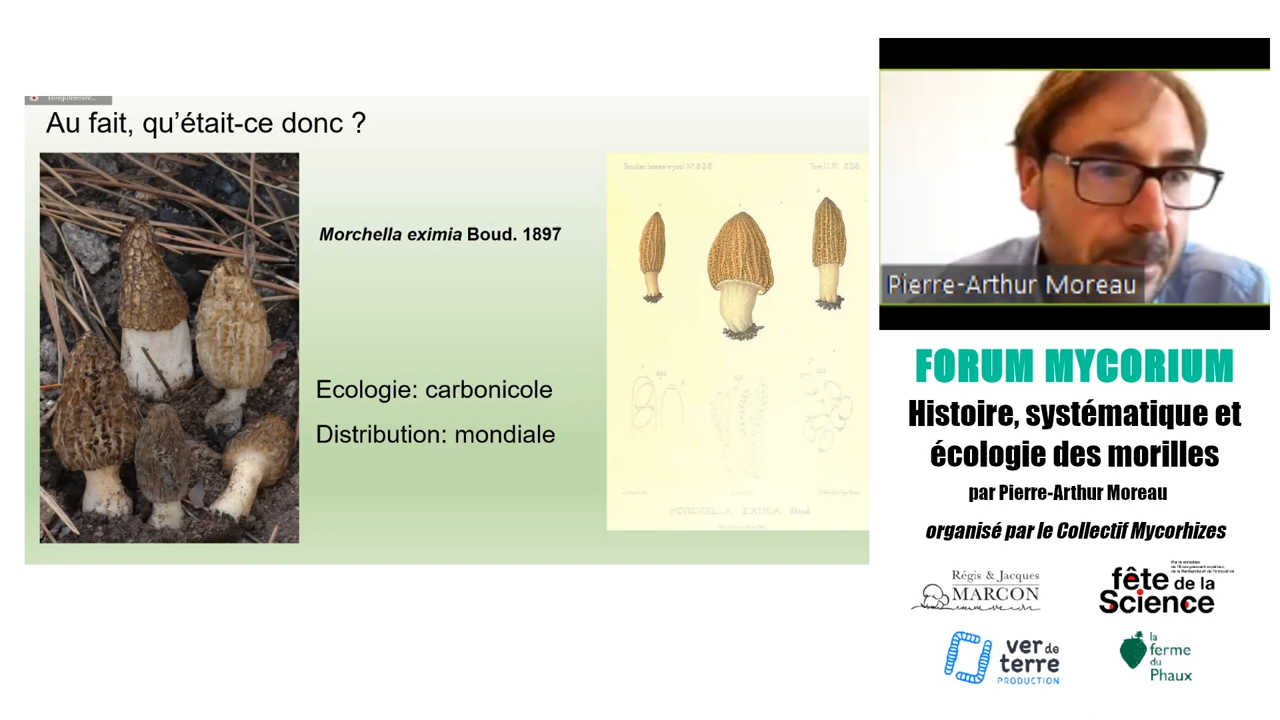 Enregistrement...
Au fait, qu'était-ce donc ?
Morchella eximia Boud. 1897
Ecologie: carbonicole
Distribution: mondiale
MORCHELLA EXIMIA Boud.
Pierre-Arthur Moreau
FORUM MYCORIUM
Histoire, systématique et
écologie des morilles
par Pierre-Arthur Moreau
organisé par le Collectif Mycorhizes
Régis & Jacques
MARCON
fête de la
Science
ver de
terre
PRODUCTION
la
ferme
du
Phaux